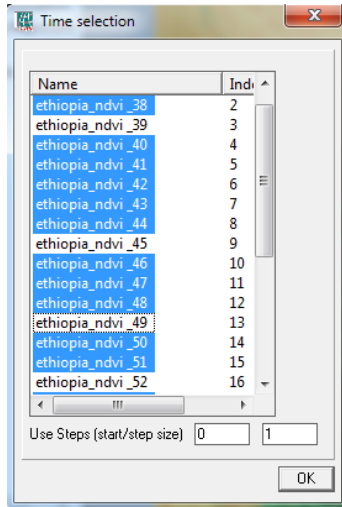 Time selection
x
Name Inde
ethiopia_ndvi _38 2
ethiopia_ndvi _39 3
ethiopia_ndvi _40 4
ethiopia_ndvi _41 5
ethiopia_ndvi _42 6
ethiopia_ndvi _43 7
ethiopia_ndvi _44 8
ethiopia_ndvi _45 9
ethiopia_ndvi _46 10
ethiopia_ndvi _47 11
ethiopia_ndvi _48 12
ethiopia_ndvi _49 13
ethiopia_ndvi _50 14
ethiopia_ndvi _51 15
ethiopia_ndvi _52 16
Use Steps (start/step size) 0 1
OK